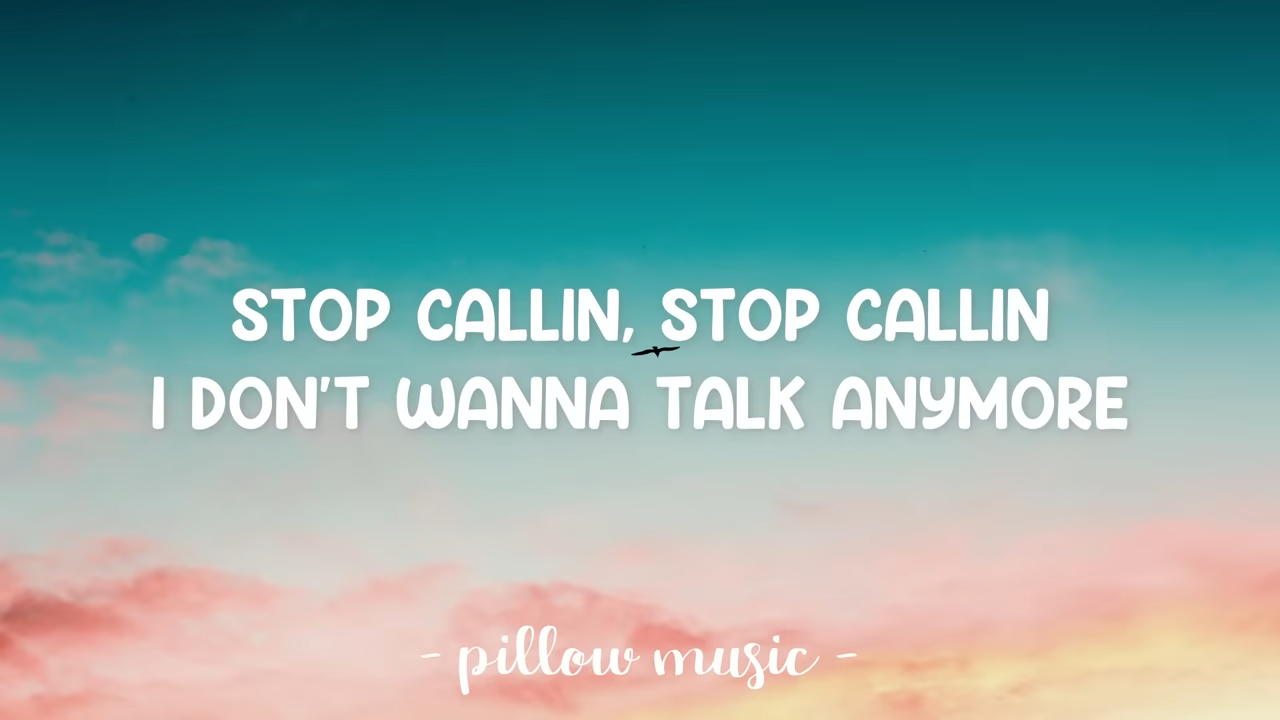 STOP CALLIN, STOP CALLIN
I DON'T WANNA TALK ANYMORE
- pillow music -